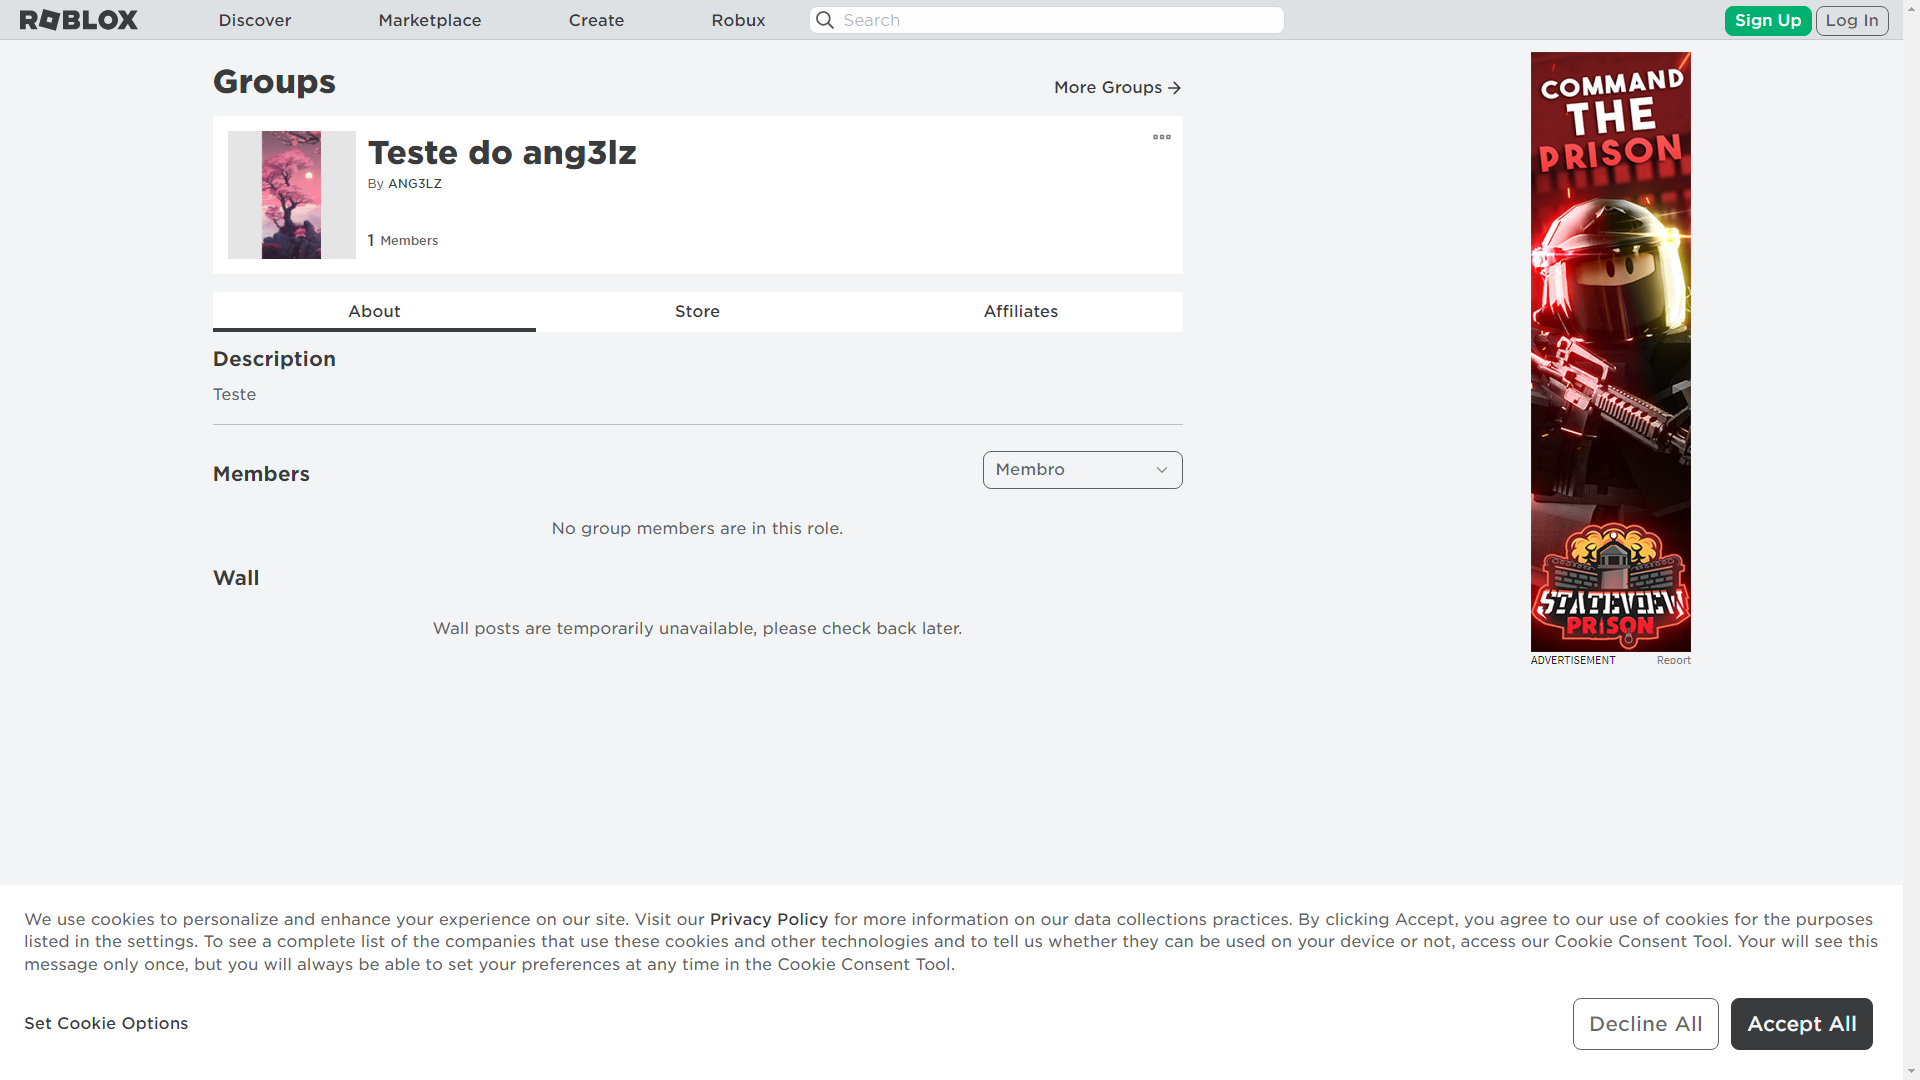 ROBLOX
Discover
Marketplace
Create
Robux
Search
Sign Up
Log In
Groups
More Groups
Teste do ang3lz
By ANG3LZ
1 Members
About
Store
Affiliates
Description
Teste
Members
Membro
No group members are in this role.
Wall
Wall posts are temporarily unavailable, please check back later.
COMMAND
THE
PRISON
STATEVIEW
PRISON
ADVERTISEMENT
Report
We use cookies to personalize and enhance your experience on our site. Visit our Privacy Policy for more information on our data collections practices. By clicking Accept, you agree to our use of cookies for the purposes
listed in the settings. To see a complete list of the companies that use these cookies and other technologies and to tell us whether they can be used on your device or not, access our Cookie Consent Tool. Your will see this
message only once, but you will always be able to set your preferences at any time in the Cookie Consent Tool.
Set Cookie Options
Decline All
Accept All